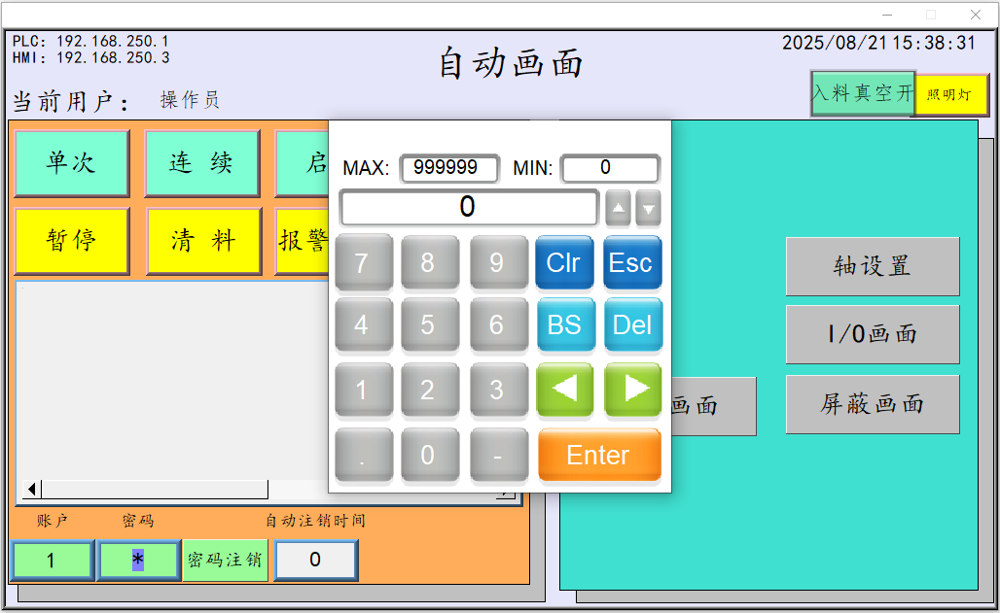 PLC: 192.168.250.1
HMI: 192.168.250.3
自动画面
2025/08/21 15:38:31
当前用户: 操作员
入料真空开
照明灯
单次
连 续
启
暂停
清 料
报警
MAX: 999999 MIN: 0
0
7 8 9 Clr Esc
4 5 6 BS Del
1 2 3
. 0 - Enter
轴设置
I/O画面
画面
屏蔽画面
账户 密码 自动注销时间
1 * 密码注销 0